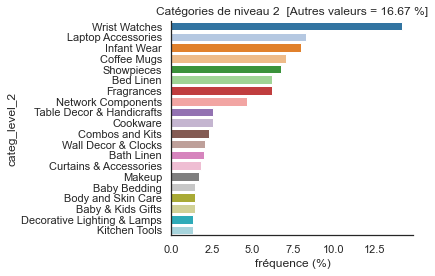 Catégories de niveau 2  [Autres valeurs = 16.67 %]
categ_level_2
Wrist Watches
Laptop Accessories
Infant Wear
Coffee Mugs
Showpieces
Bed Linen
Fragrances
Network Components
Table Decor & Handicrafts
Cookware
Combos and Kits
Wall Decor & Clocks
Bath Linen
Curtains & Accessories
Makeup
Baby Bedding
Body and Skin Care
Baby & Kids Gifts
Decorative Lighting & Lamps
Kitchen Tools
0.0 2.5 5.0 7.5 10.0 12.5
fréquence (%)